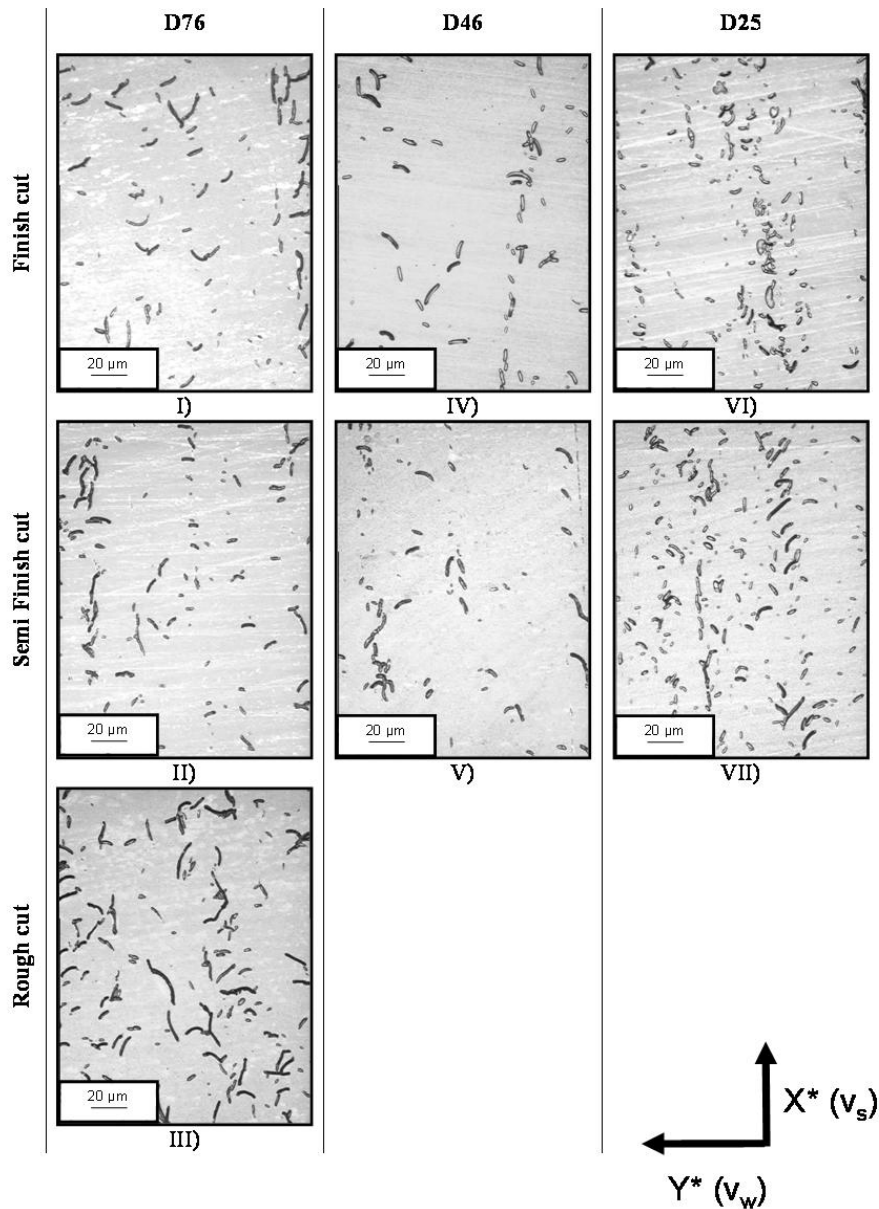 D76
D46
D25
Finish cut
20 µm
20 µm
20 µm
I)
IV)
VI)
Semi Finish cut
20 µm
20 µm
20 µm
II)
V)
VII)
Rough cut
20 µm
III)
X* (vs)
Y* (vw)